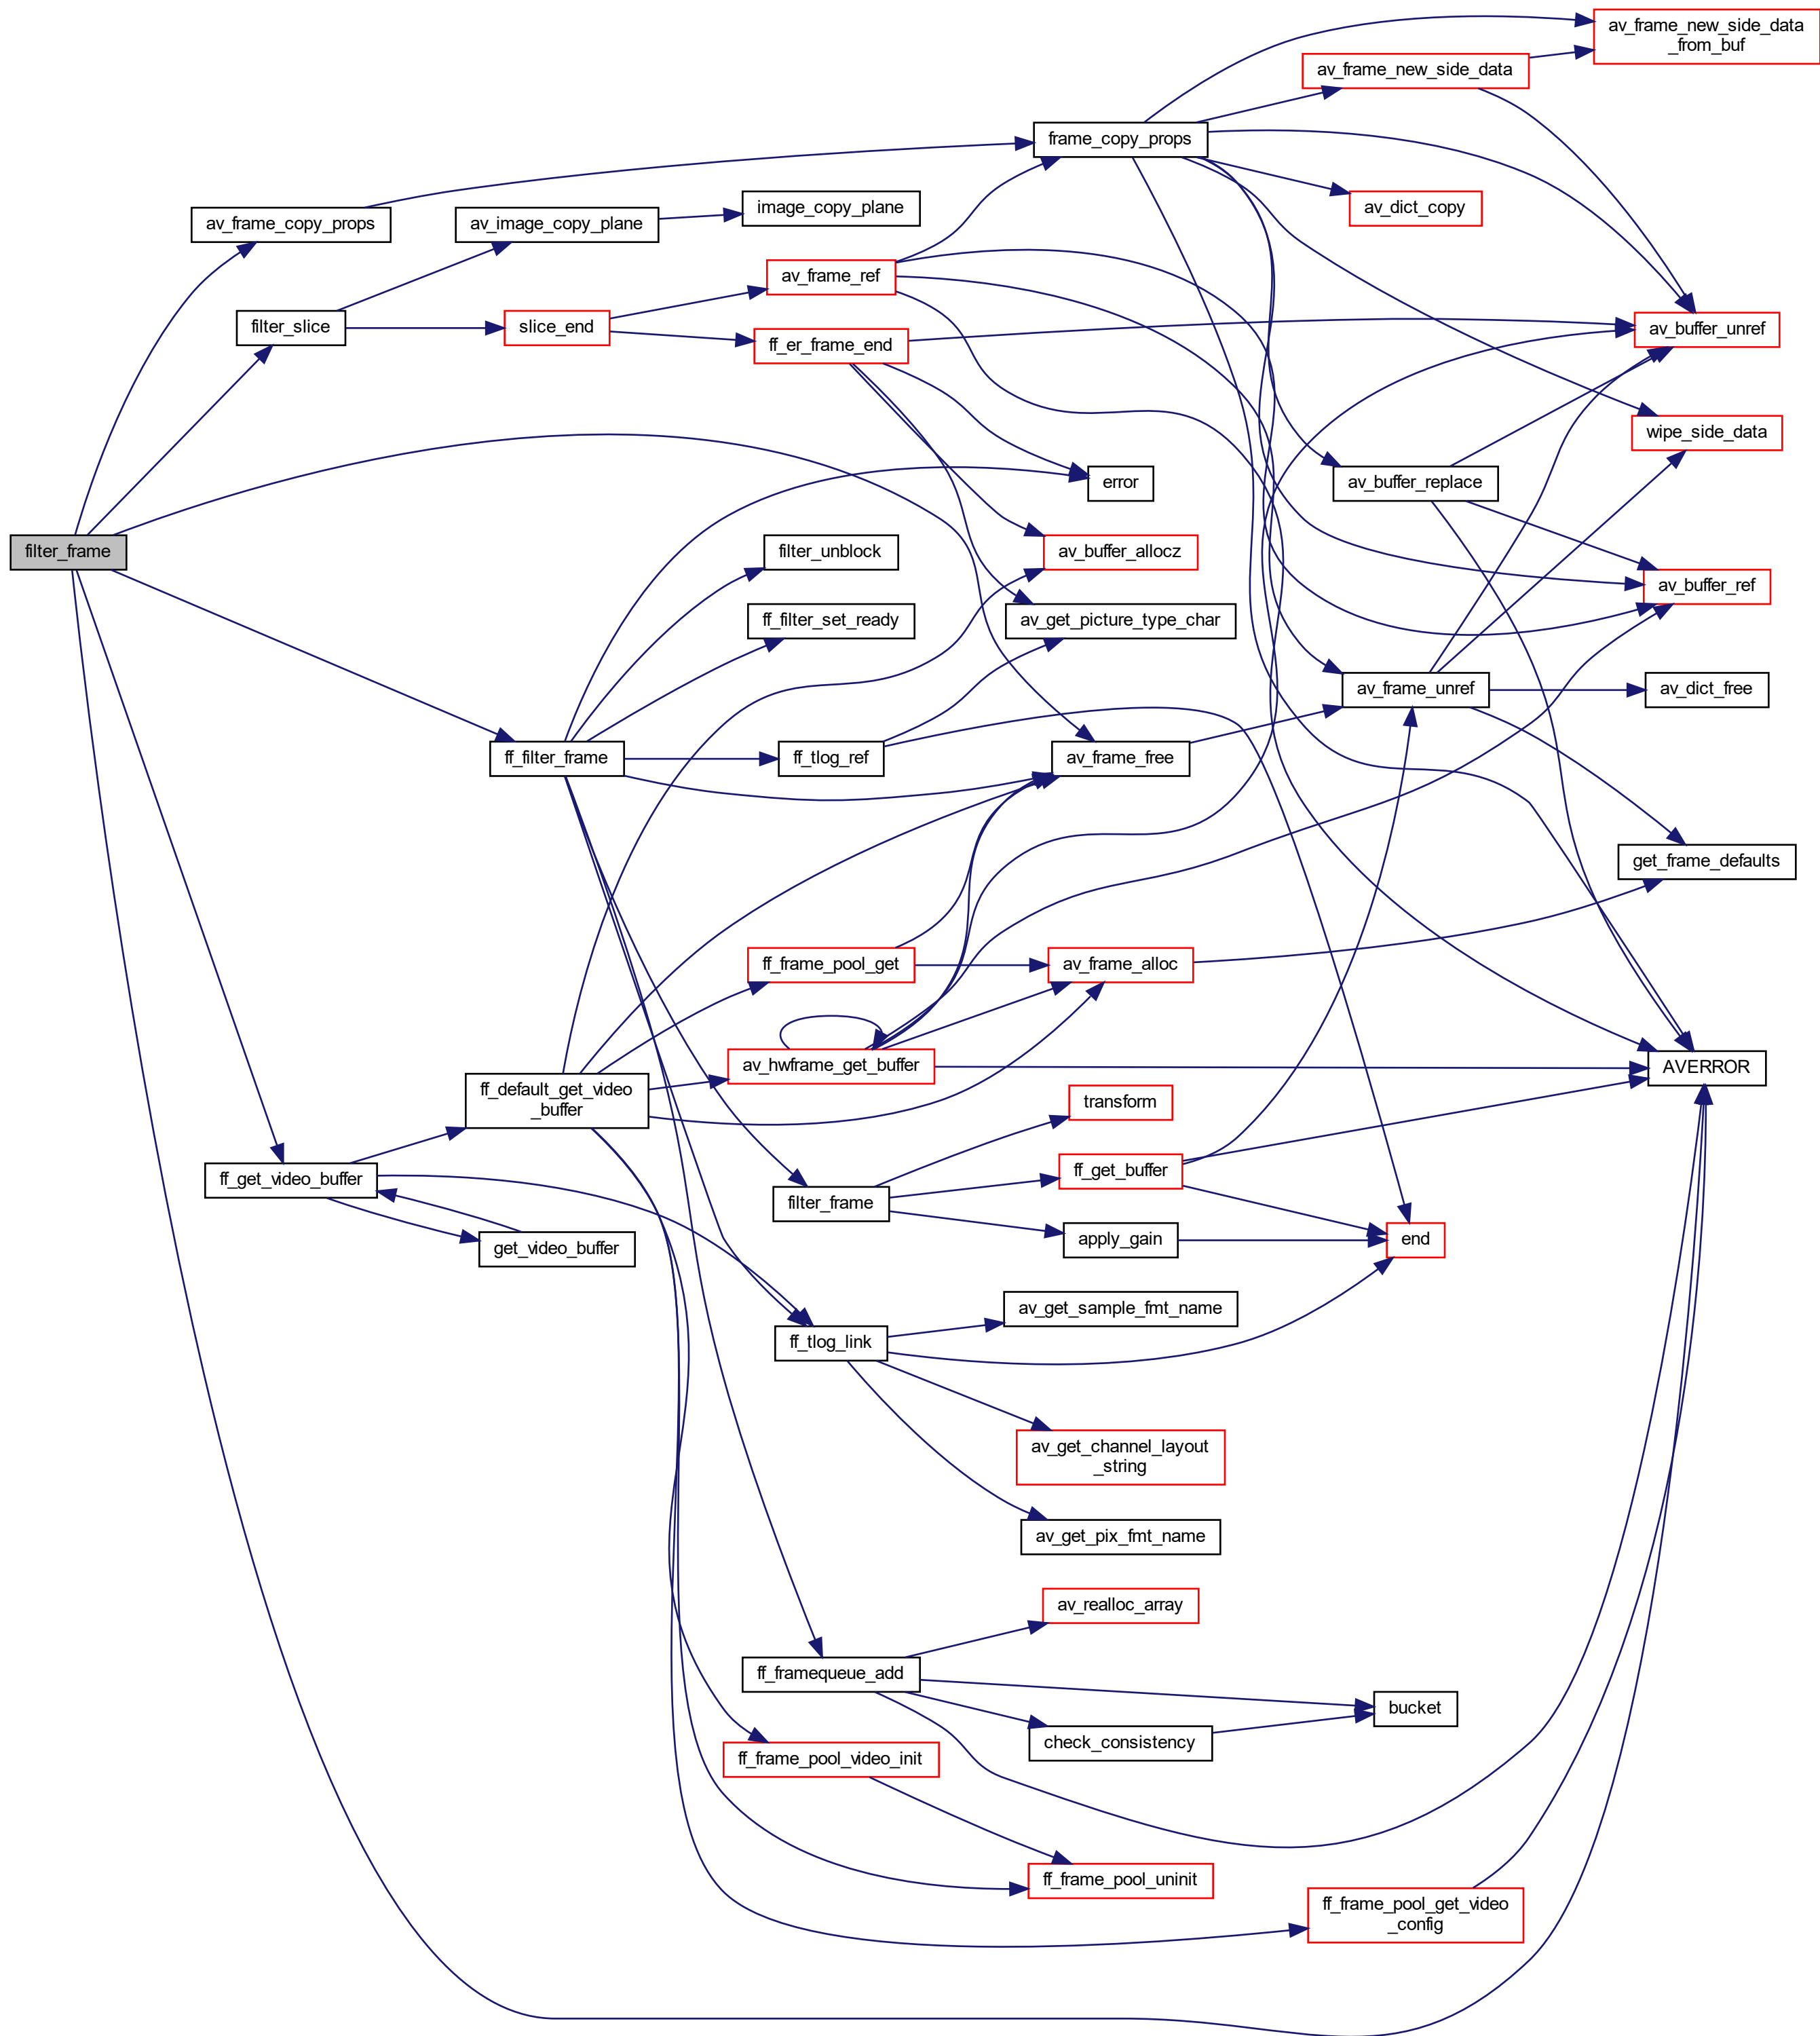 av_frame_new_side_data
_from_buf
av_frame_new_side_data
frame_copy_props
av_dict_copy
image_copy_plane
av_frame_copy_props
av_image_copy_plane
av_frame_ref
filter_slice
slice_end
av_buffer_unref
ff_er_frame_end
wipe_side_data
error
av_buffer_replace
filter_frame
filter_unblock
av_buffer_allocz
av_buffer_ref
ff_filter_set_ready
av_get_picture_type_char
av_frame_unref
av_dict_free
ff_filter_frame
ff_tlog_ref
av_frame_free
get_frame_defaults
ff_frame_pool_get
av_frame_alloc
av_hwframe_get_buffer
AVERROR
ff_default_get_video
_buffer
transform
ff_get_video_buffer
ff_get_buffer
filter_frame
apply_gain
end
get_video_buffer
av_get_sample_fmt_name
ff_tlog_link
av_get_channel_layout
_string
av_get_pix_fmt_name
av_realloc_array
ff_framequeue_add
bucket
check_consistency
ff_frame_pool_video_init
ff_frame_pool_uninit
ff_frame_pool_get_video
_config